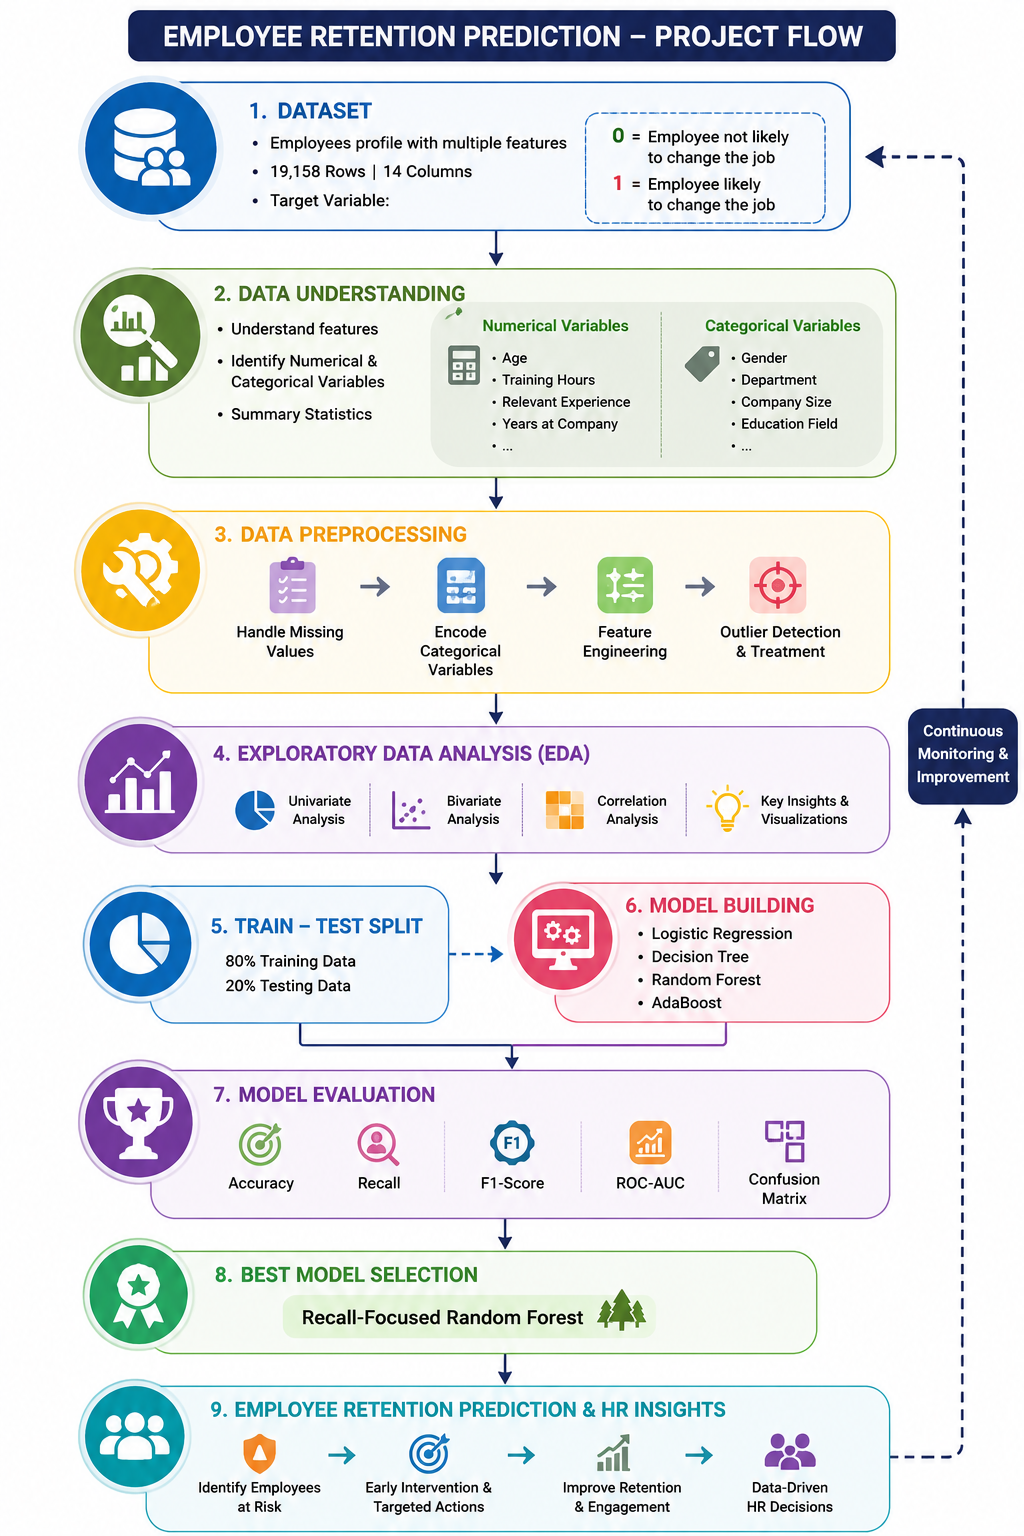 EMPLOYEE RETENTION PREDICTION – PROJECT FLOW
1. DATASET
• Employees profile with multiple features
• 19,158 Rows | 14 Columns
• Target Variable:
0 = Employee not likely
to change the job
1 = Employee likely
to change the job
2. DATA UNDERSTANDING
• Understand features
• Identify Numerical &
Categorical Variables
• Summary Statistics
Numerical Variables
• Age
• Training Hours
• Relevant Experience
• Years at Company
• ...
Categorical Variables
• Gender
• Department
• Company Size
• Education Field
• ...
3. DATA PREPROCESSING
Handle Missing
Values
Encode
Categorical
Variables
Feature
Engineering
Outlier Detection
& Treatment
4. EXPLORATORY DATA ANALYSIS (EDA)
Univariate
Analysis
Bivariate
Analysis
Correlation
Analysis
Key Insights &
Visualizations
Continuous
Monitoring &
Improvement
5. TRAIN – TEST SPLIT
80% Training Data
20% Testing Data
6. MODEL BUILDING
• Logistic Regression
• Decision Tree
• Random Forest
• AdaBoost
7. MODEL EVALUATION
Accuracy
Recall
F1
F1-Score
ROC-AUC
Confusion
Matrix
8. BEST MODEL SELECTION
Recall-Focused Random Forest
9. EMPLOYEE RETENTION PREDICTION & HR INSIGHTS
Identify Employees
at Risk
Early Intervention &
Targeted Actions
Improve Retention
& Engagement
Data-Driven
HR Decisions